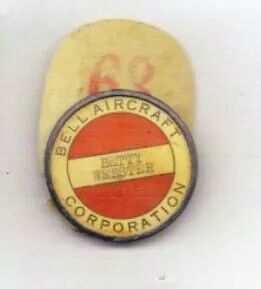 63
BELL AIRCRAFT
BETTY
WEBSTER
CORPORATION